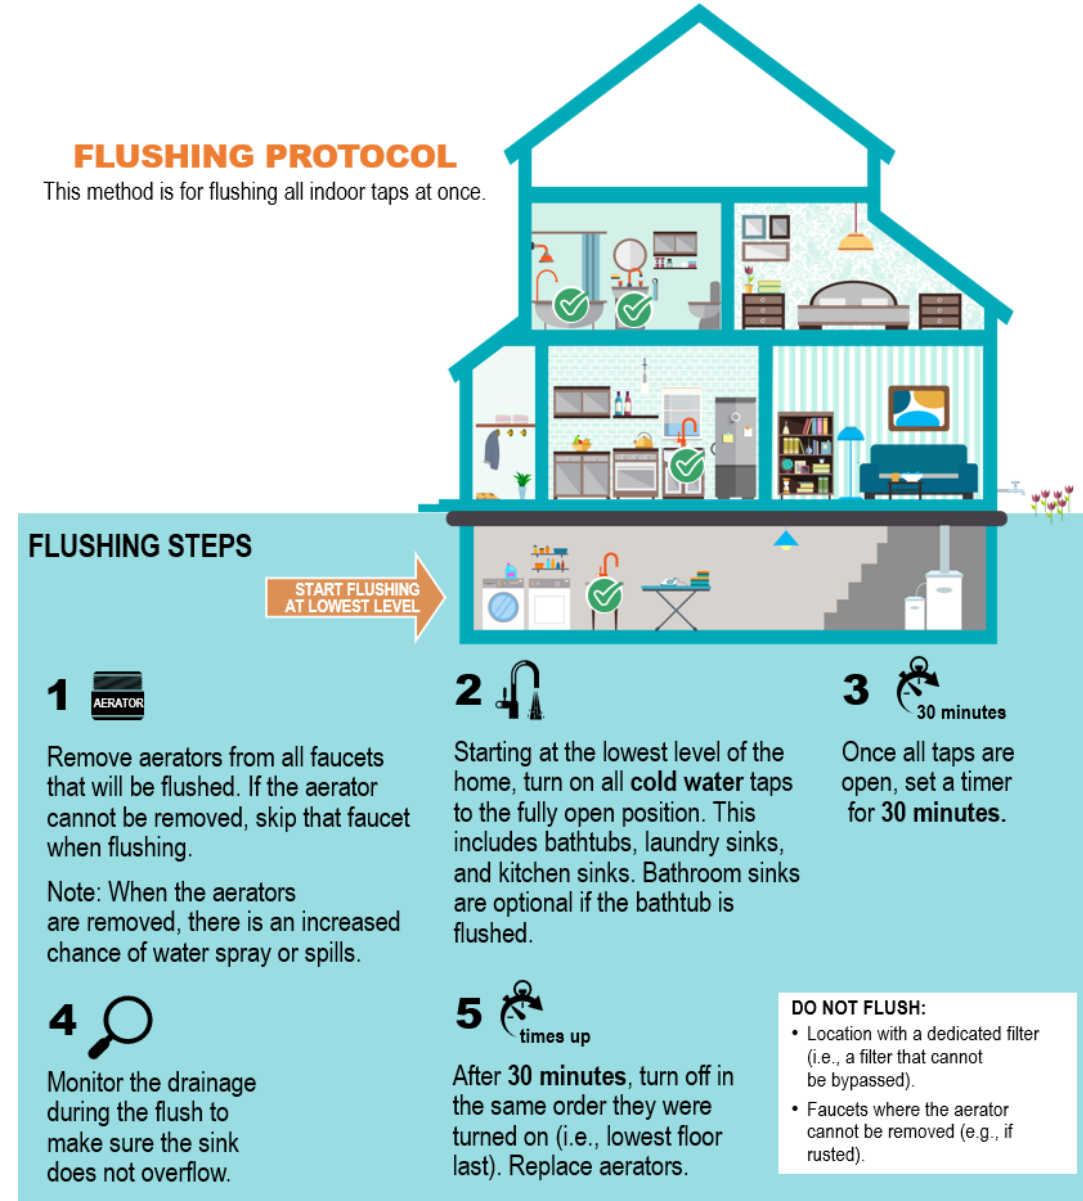 FLUSHING PROTOCOL
This method is for flushing all indoor taps at once.
FLUSHING STEPS
START FLUSHING
AT LOWEST LEVEL
1
AERATOR
Remove aerators from all faucets
that will be flushed. If the aerator
cannot be removed, skip that faucet
when flushing.
Note: When the aerators
are removed, there is an increased
chance of water spray or spills.
2
Starting at the lowest level of the
home, turn on all cold water taps
to the fully open position. This
includes bathtubs, laundry sinks,
and kitchen sinks. Bathroom sinks
are optional if the bathtub is
flushed.
3
30 minutes
Once all taps are
open, set a timer
for 30 minutes.
4
Monitor the drainage
during the flush to
make sure the sink
does not overflow.
5
times up
After 30 minutes, turn off in
the same order they were
turned on (i.e., lowest floor
last). Replace aerators.
DO NOT FLUSH:
• Location with a dedicated filter
(i.e., a filter that cannot
be bypassed).
• Faucets where the aerator
cannot be removed (e.g., if
rusted).